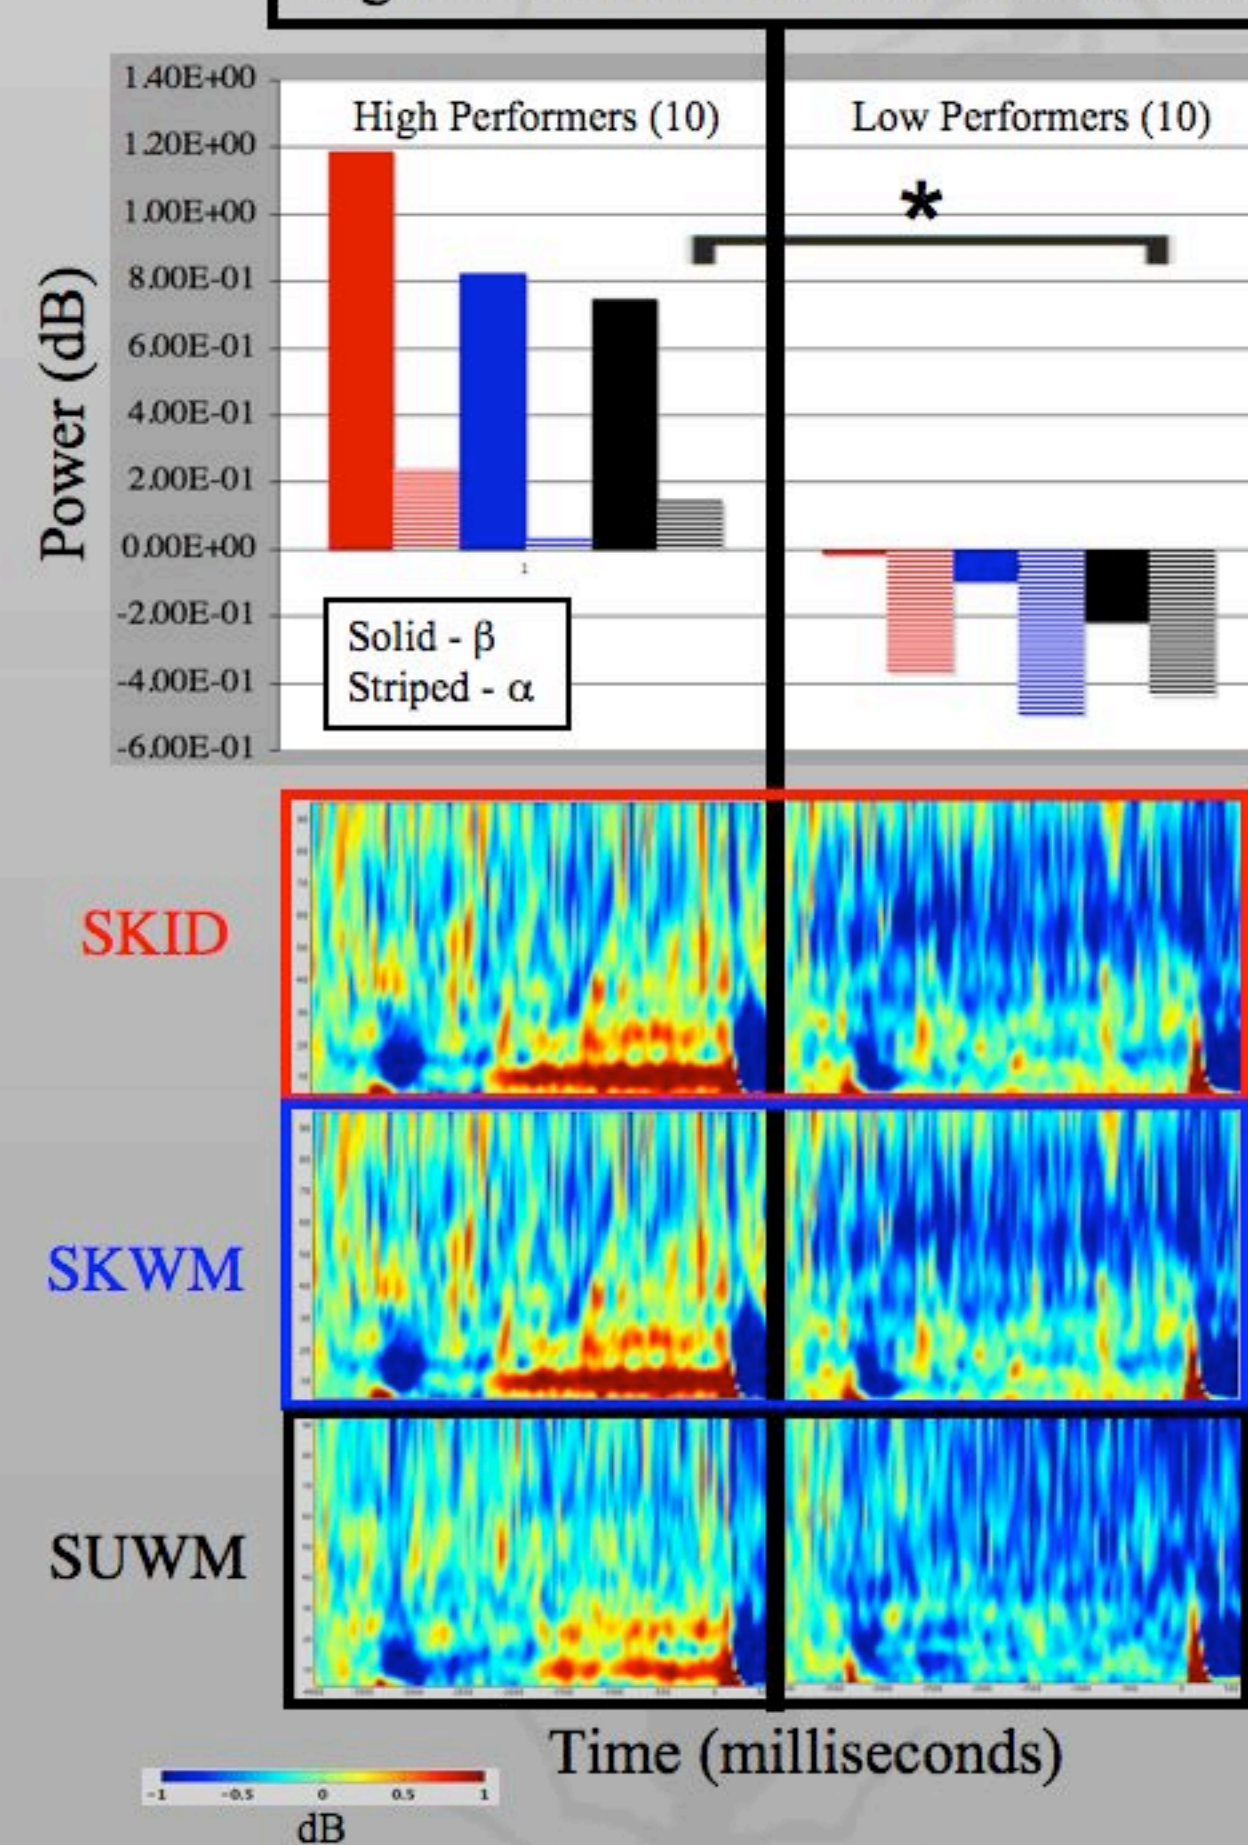 1.40E+00
1.20E+00
1.00E+00
8.00E-01
6.00E-01
4.00E-01
2.00E-01
0.00E+00
-2.00E-01
-4.00E-01
-6.00E-01
Power (dB)
High Performers (10)
Low Performers (10)
*
1
Solid - β
Striped - α
SKID
SKWM
SUWM
Time (milliseconds)
-1 -0.5 0 0.5 1
dB